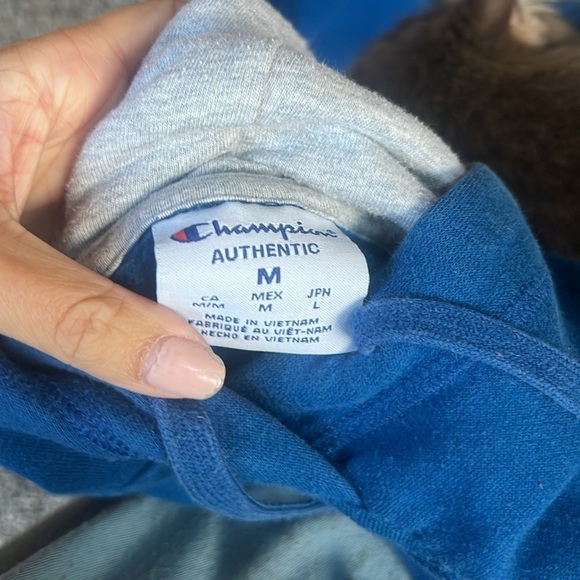 Champion
AUTHENTIC
M
CA MEX JPN
M/M M L
MADE IN VIETNAM
FABRIQUÉ AU VIÊT-NAM
HECHO EN VIETNAM